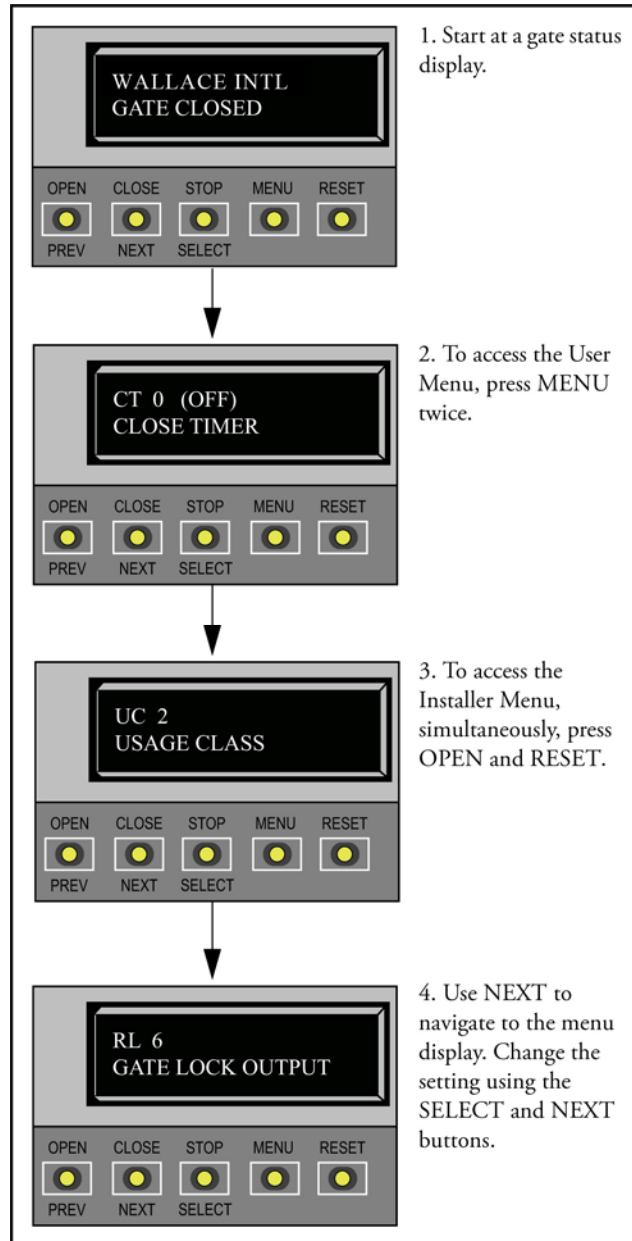 WALLACE INTL
GATE CLOSED
OPEN CLOSE STOP MENU RESET
PREV NEXT SELECT
1. Start at a gate status
display.
CT 0 (OFF)
CLOSE TIMER
OPEN CLOSE STOP MENU RESET
PREV NEXT SELECT
2. To access the User
Menu, press MENU
twice.
UC 2
USAGE CLASS
OPEN CLOSE STOP MENU RESET
PREV NEXT SELECT
3. To access the
Installer Menu,
simultaneously, press
OPEN and RESET.
RL 6
GATE LOCK OUTPUT
OPEN CLOSE STOP MENU RESET
PREV NEXT SELECT
4. Use NEXT to
navigate to the menu
display. Change the
setting using the
SELECT and NEXT
buttons.